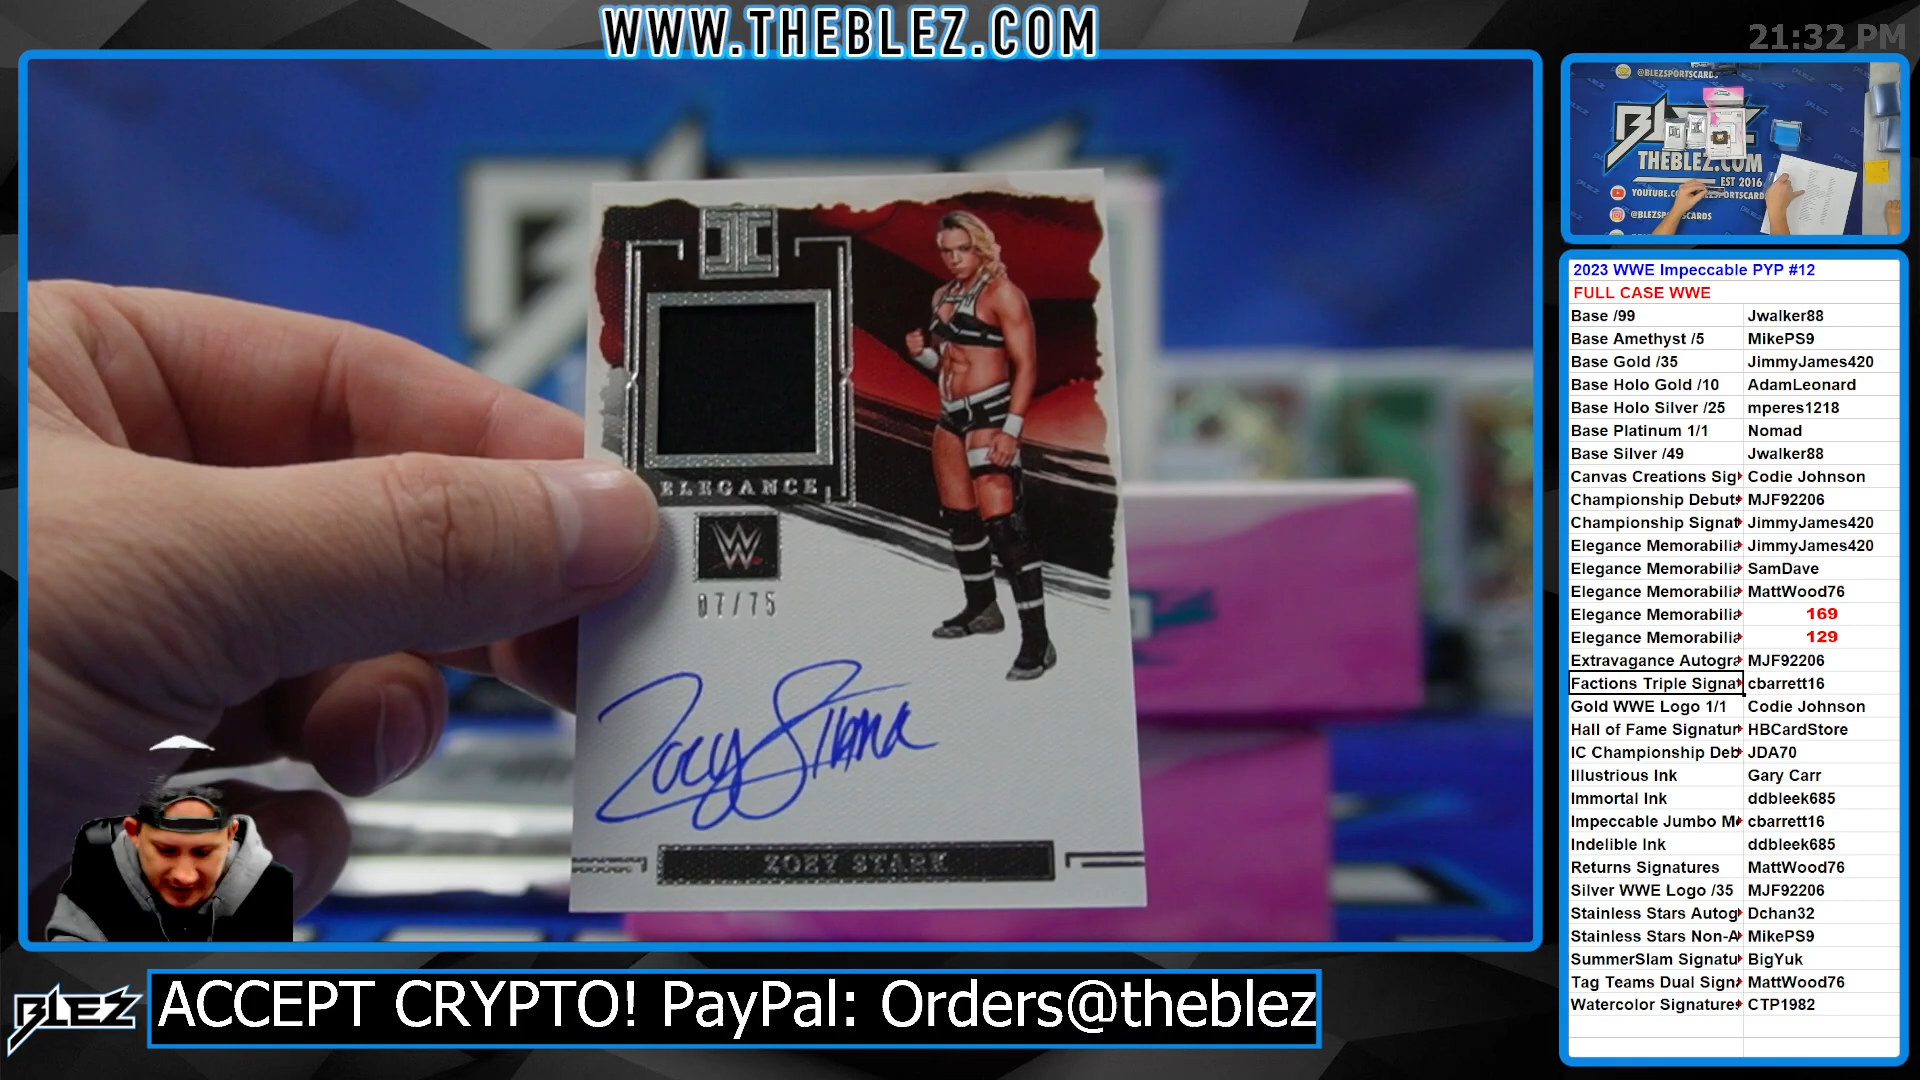 WWW.THEBLEZ.COM
21:32 PM
ELEGANCE
W
07/75
Zoey Stark
ZOEY STARK
@BLEZSPORTSCARDS
BLEZ
THEBLEZ.COM
EST 2016
@BLEZSPORTSCARDS
2023 WWE Impeccable PYP #12
FULL CASE WWE
Base /99 Jwalker88
Base Amethyst /5 MikePS9
Base Gold /35 JimmyJames420
Base Holo Gold /10 AdamLeonard
Base Holo Silver /25 mperes1218
Base Platinum 1/1 Nomad
Base Silver /49 Jwalker88
Canvas Creations Sig Codie Johnson
Championship Debut MJF92206
Championship Signat JimmyJames420
Elegance Memorabilia JimmyJames420
Elegance Memorabilia SamDave
Elegance Memorabilia MattWood76
Elegance Memorabilia 169
Elegance Memorabilia 129
Extravagance Autogra MJF92206
Factions Triple Signat cbarrett16
Gold WWE Logo 1/1 Codie Johnson
Hall of Fame Signatur HBCardStore
IC Championship Deb JDA70
Illustrious Ink Gary Carr
Immortal Ink ddbleek685
Impeccable Jumbo M cbarrett16
Indelible Ink ddbleek685
Returns Signatures MattWood76
Silver WWE Logo /35 MJF92206
Stainless Stars Autog Dchan32
Stainless Stars Non-A MikePS9
SummerSlam Signatu BigYuk
Tag Teams Dual Sign MattWood76
Watercolor Signatures CTP1982
BLEZ
ACCEPT CRYPTO! PayPal: Orders@theblez